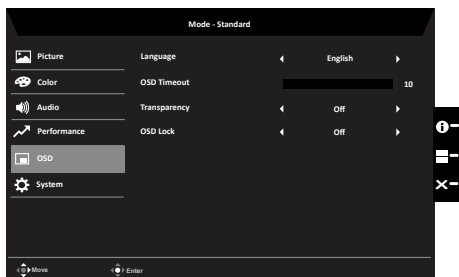 Mode - Standard
Picture
Language
English
Color
OSD Timeout
10
Audio
Transparency
Off
Performance
OSD Lock
Off
OSD
System
Move
Enter